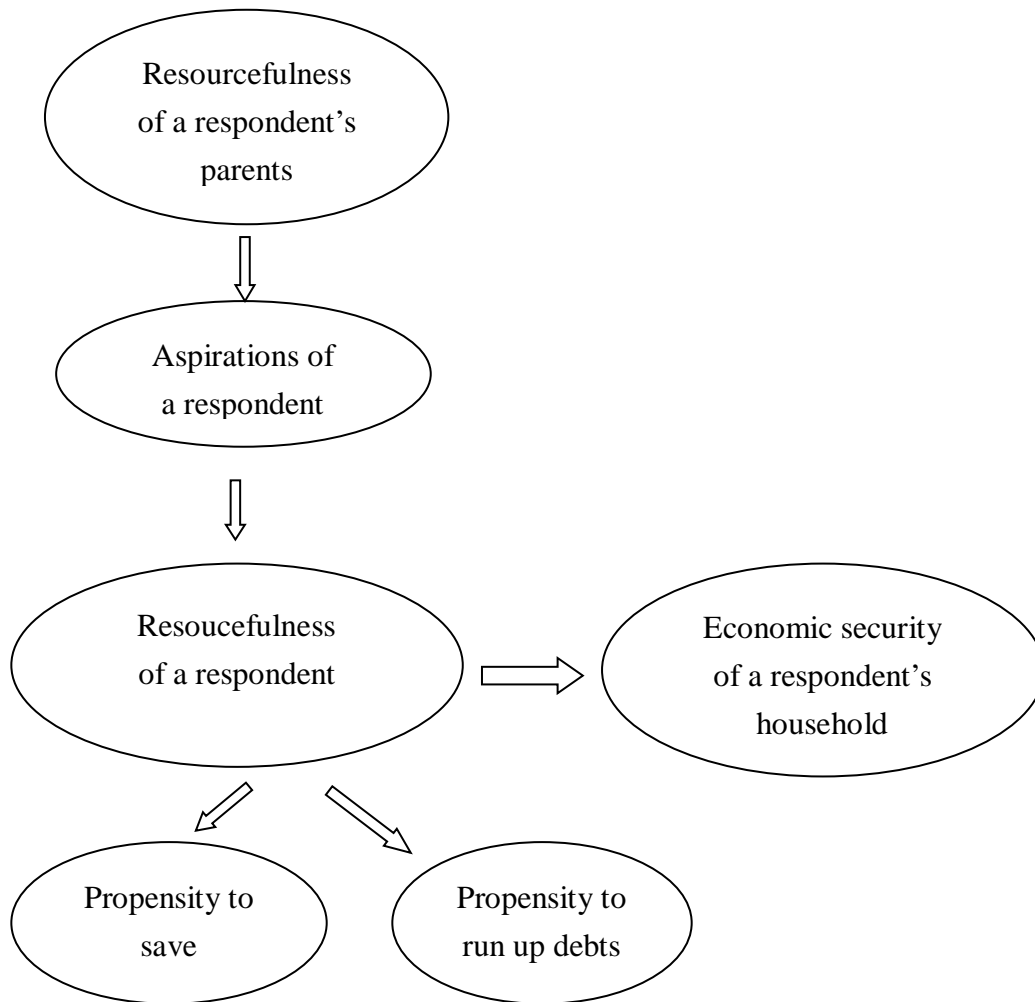 Resourcefulness
of a respondent’s
parents
Aspirations of
a respondent
Resoucefulness
of a respondent
Economic security
of a respondent’s
household
Propensity to
save
Propensity to
run up debts